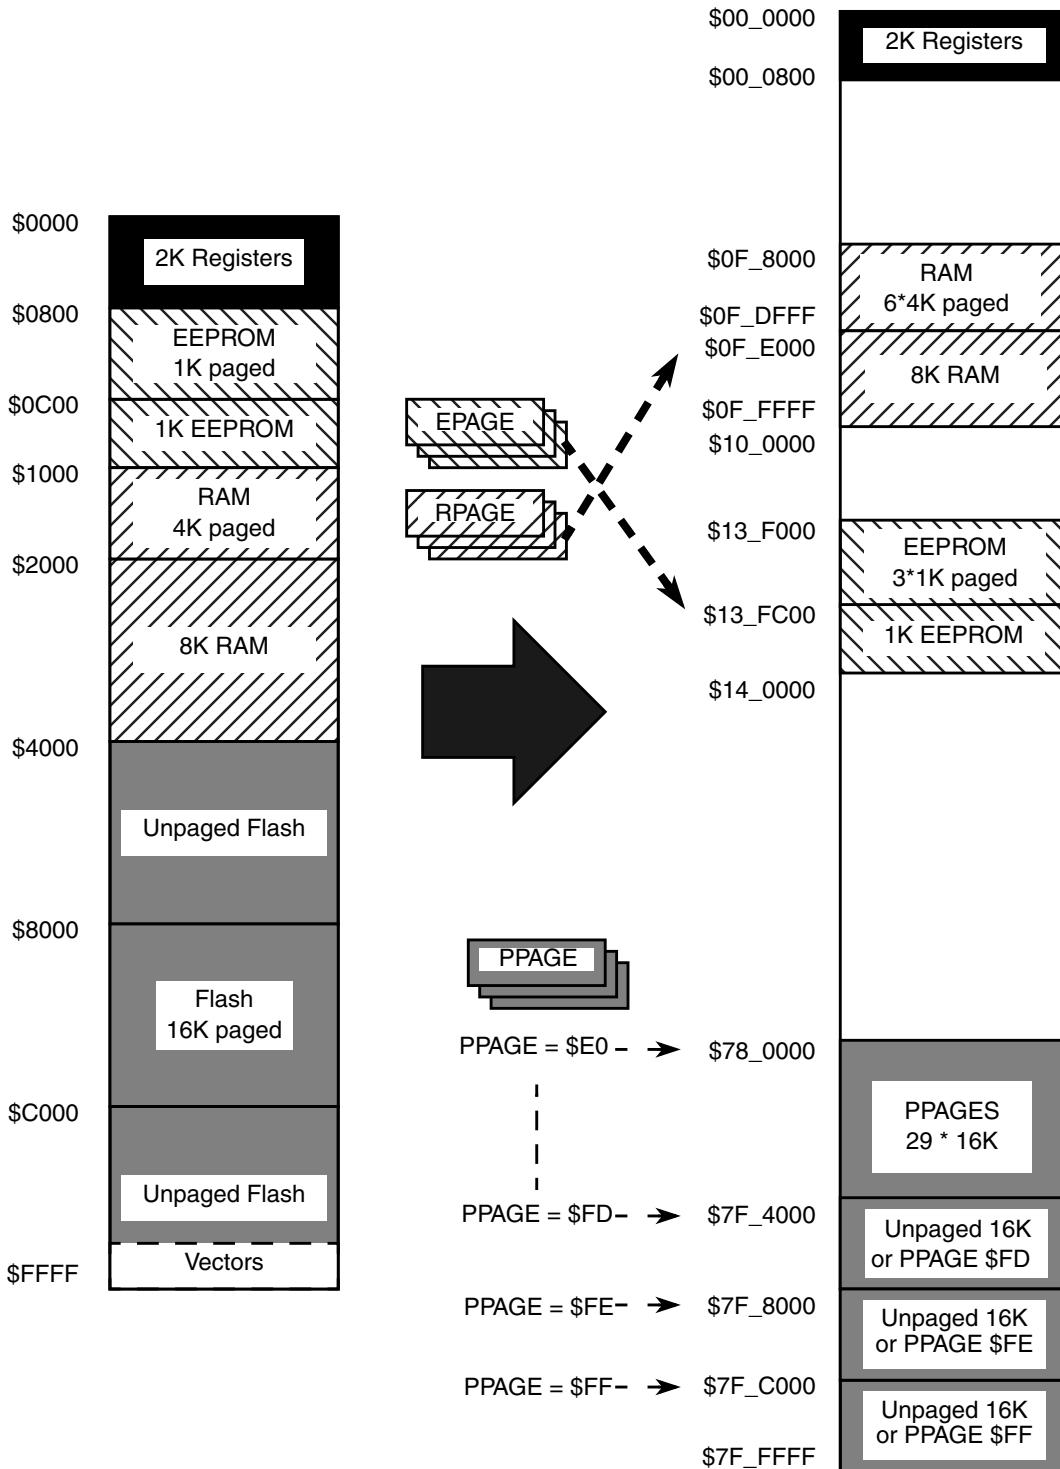 $0000
2K Registers
$0800
EEPROM
1K paged
$0C00
1K EEPROM
$1000
RAM
4K paged
$2000
8K RAM
$4000
Unpaged Flash
$8000
Flash
16K paged
$C000
Unpaged Flash
Vectors
$FFFF
EPAGE
RPAGE
PPAGE
PPAGE = $E0
PPAGE = $FD
PPAGE = $FE
PPAGE = $FF
$00_0000
2K Registers
$00_0800
$0F_8000
RAM
6*4K paged
$0F_DFFF
$0F_E000
8K RAM
$0F_FFFF
$10_0000
$13_F000
EEPROM
3*1K paged
$13_FC00
1K EEPROM
$14_0000
$78_0000
PPAGES
29 * 16K
$7F_4000
Unpaged 16K
or PPAGE $FD
$7F_8000
Unpaged 16K
or PPAGE $FE
$7F_C000
Unpaged 16K
or PPAGE $FF
$7F_FFFF